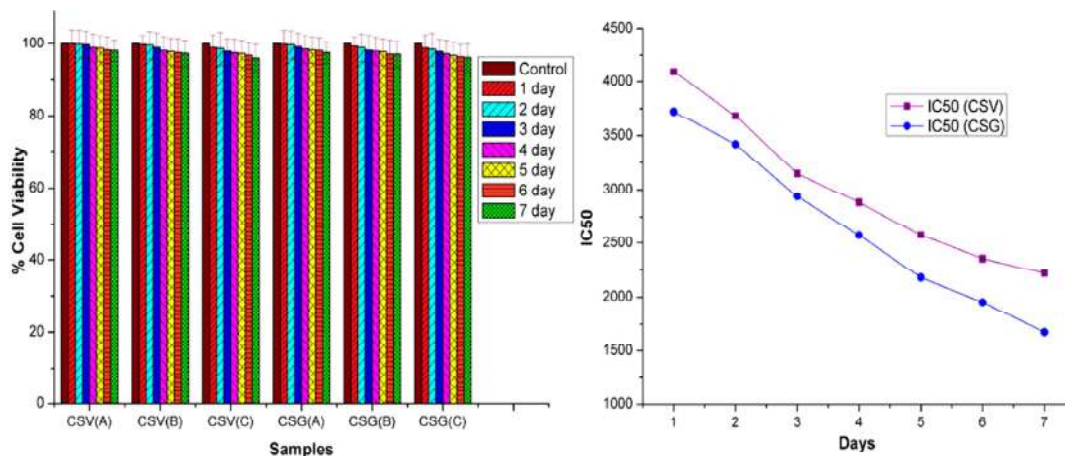 % Cell Viability
100
80
60
40
20
0
Control
1 day
2 day
3 day
4 day
5 day
6 day
7 day
CSV(A) CSV(B) CSV(C) CSG(A) CSG(B) CSG(C)
Samples
IC50
4500
4000
3500
3000
2500
2000
1500
1000
IC50 (CSV)
IC50 (CSG)
1 2 3 4 5 6 7
Days